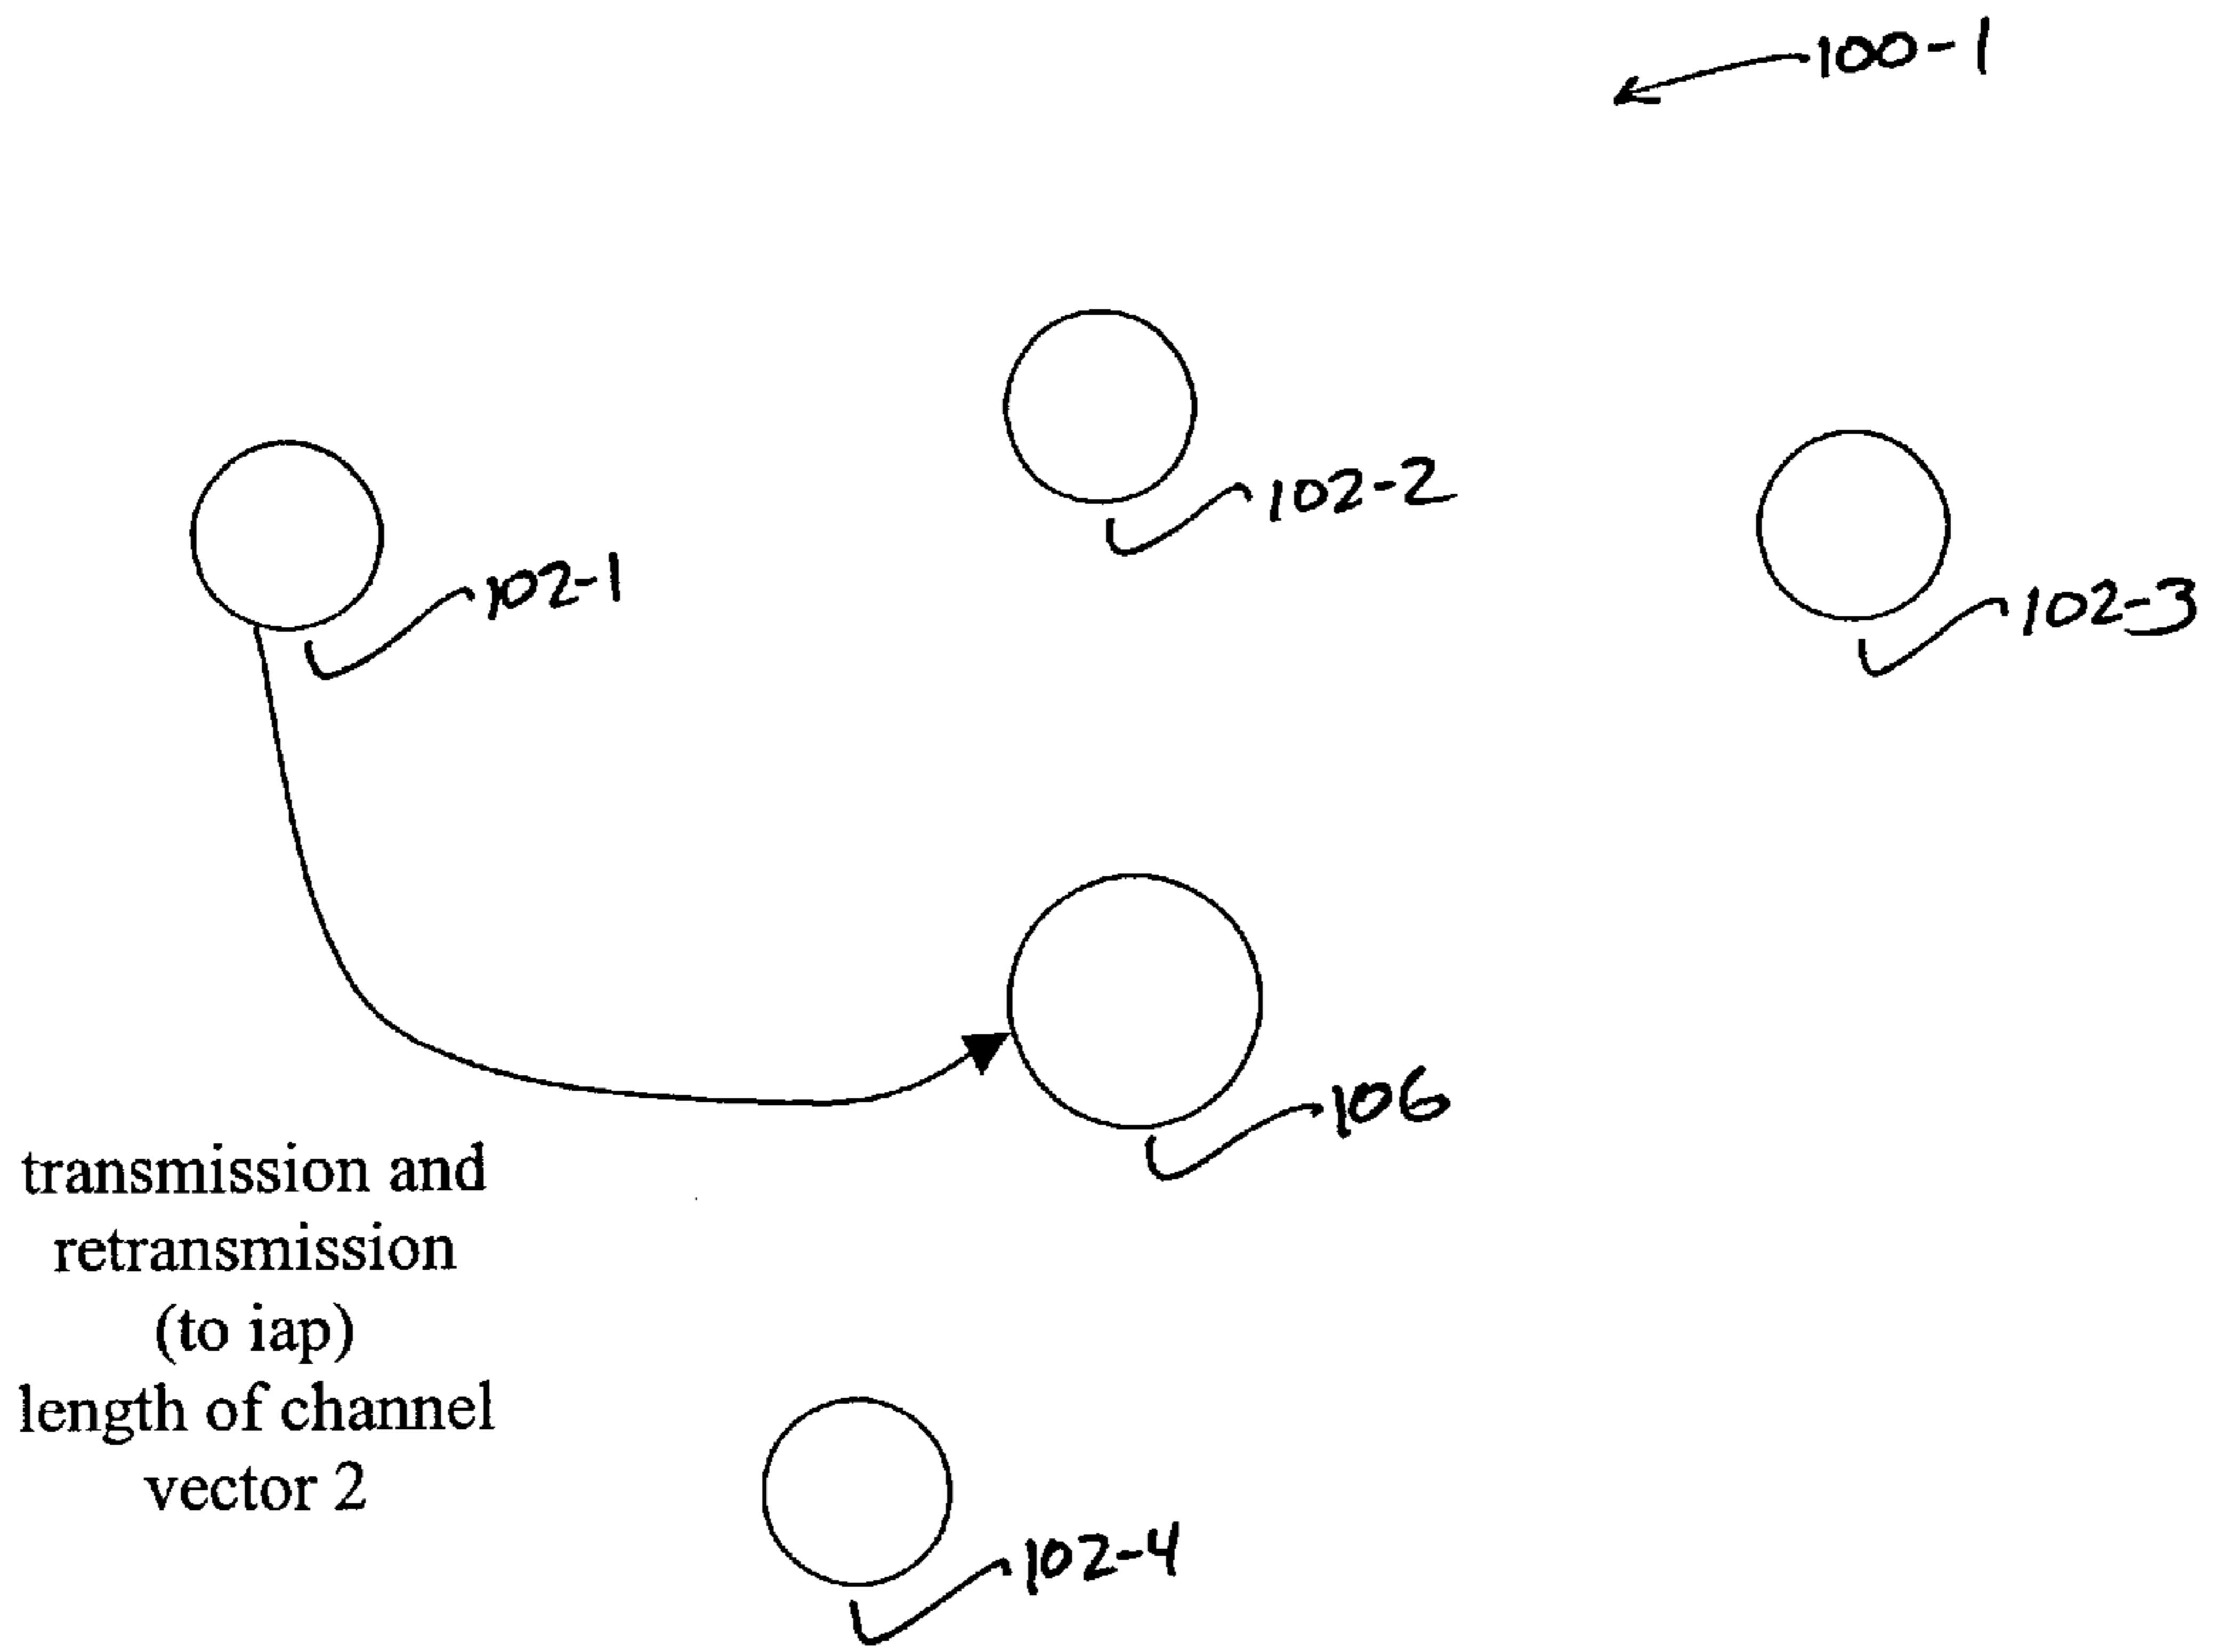 100-1
102-2
102-1
102-3
106
transmission and
retransmission
(to iap)
length of channel
vector 2
102-4